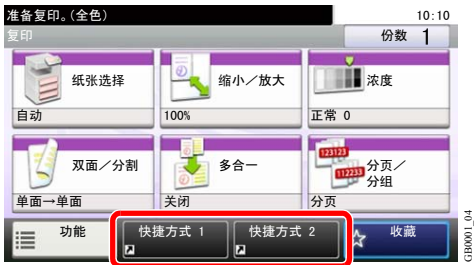 准备复印。(全色)
10:10
复印
份数 1
纸张选择
自动
缩小／放大
100%
浓度
正常 0
双面／分割
单面→单面
多合一
关闭
123123
112233
分页／
分组
分页
功能
快捷方式 1
快捷方式 2
收藏
GB0001_04